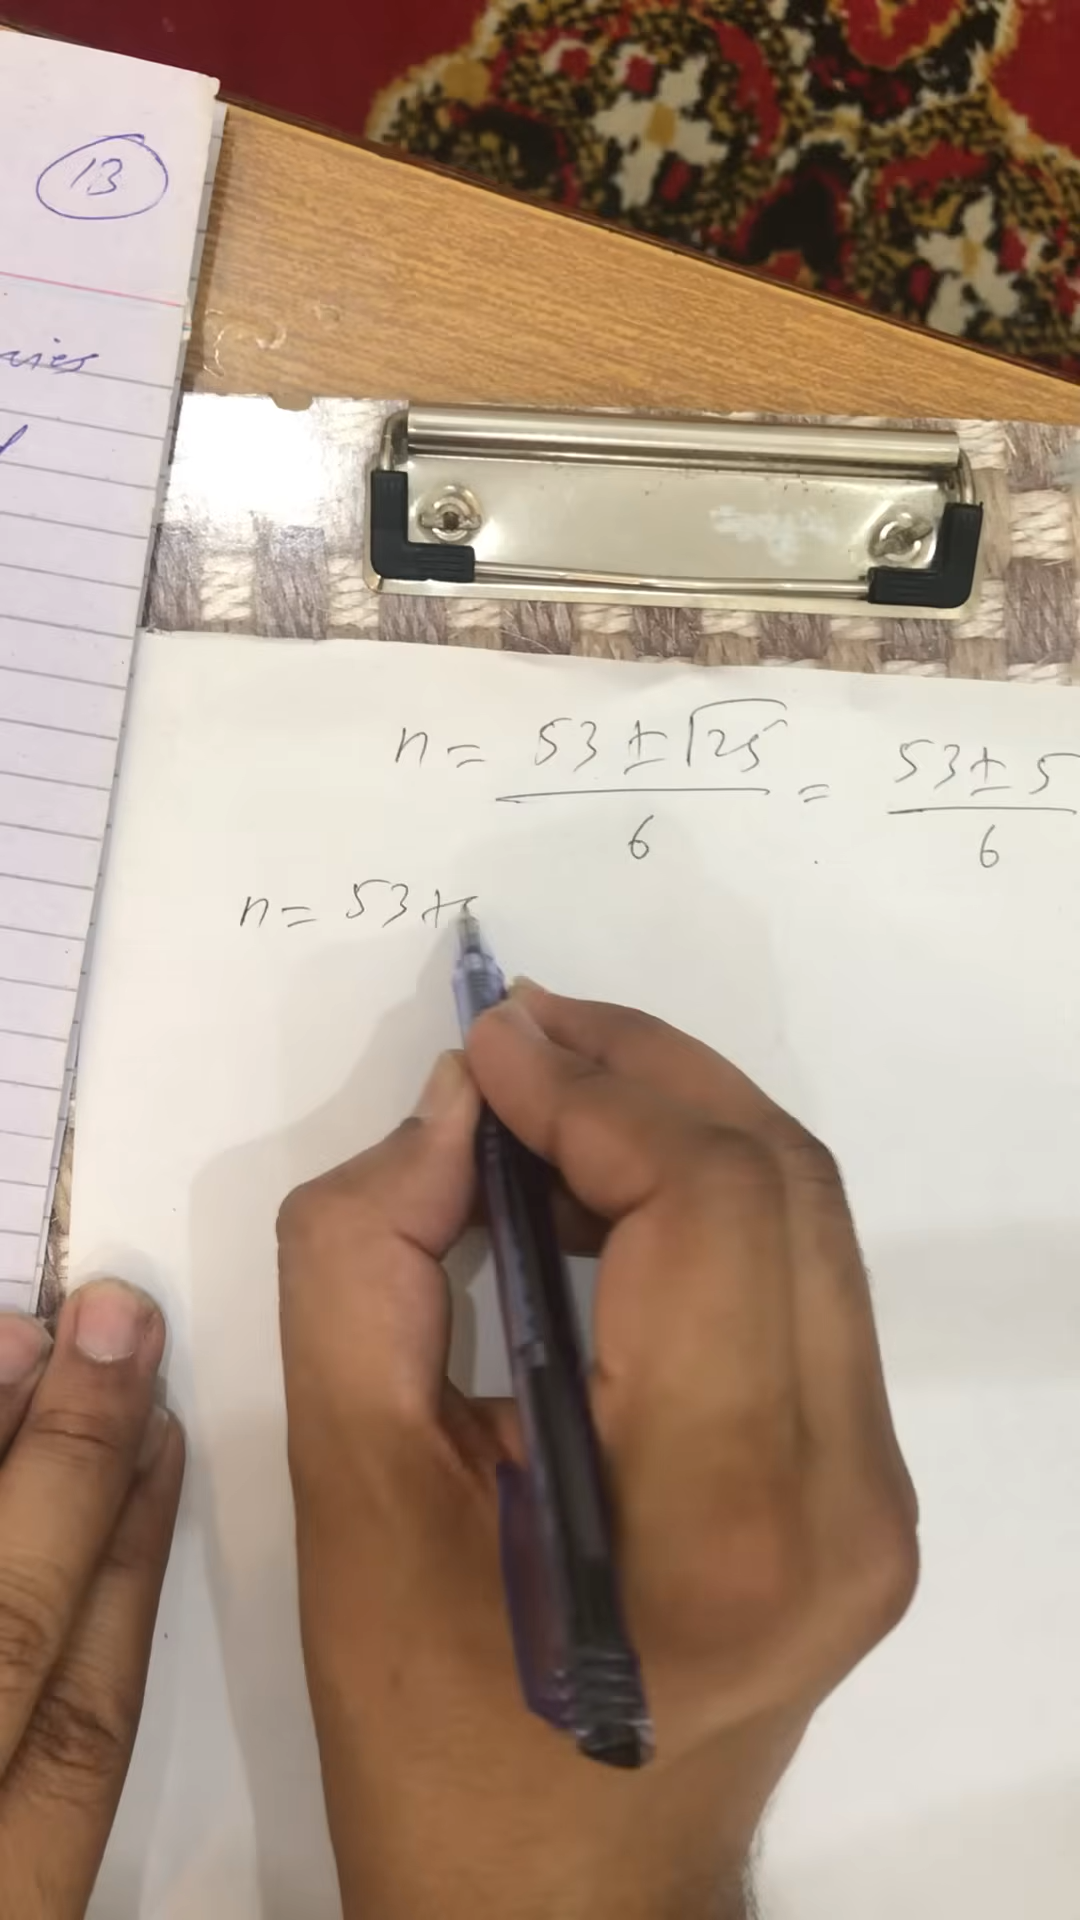 13
n = 53 ± √25 / 6 = 53 ± 5 / 6
n = 53 +